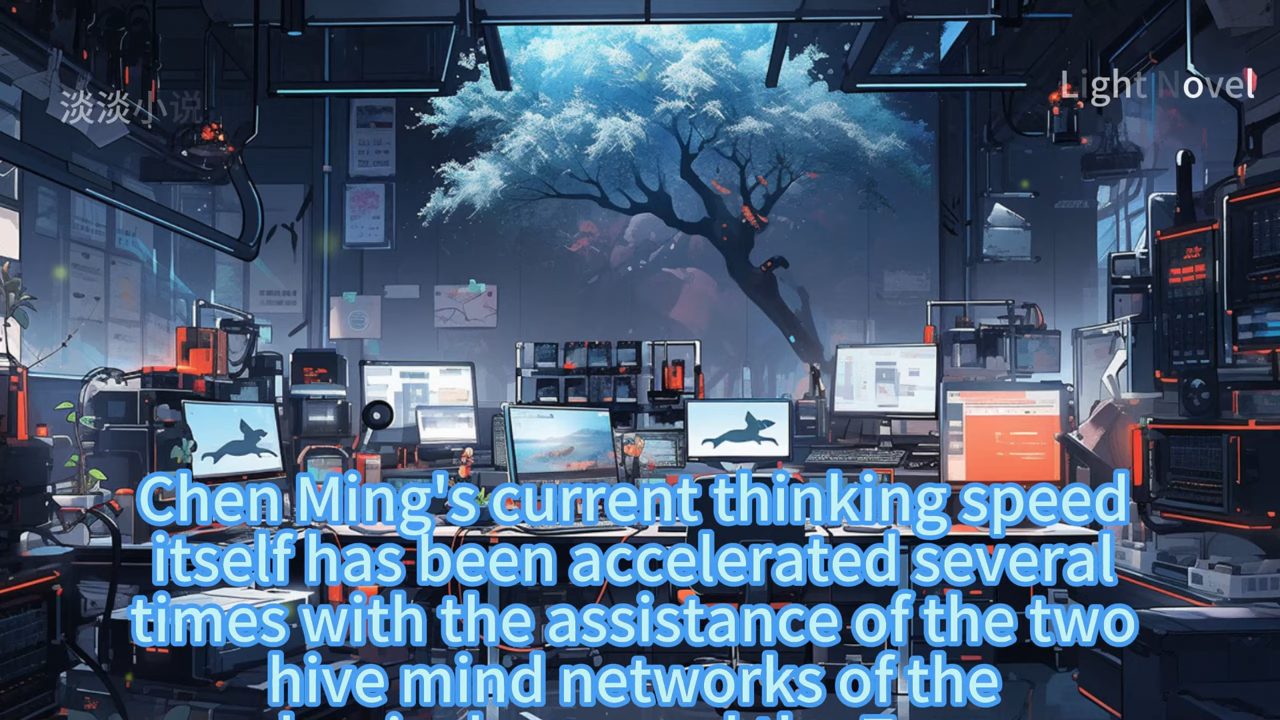 淡淡小说
Light Novel
Chen Ming's current thinking speed
itself has been accelerated several
times with the assistance of the two
hive mind networks of the